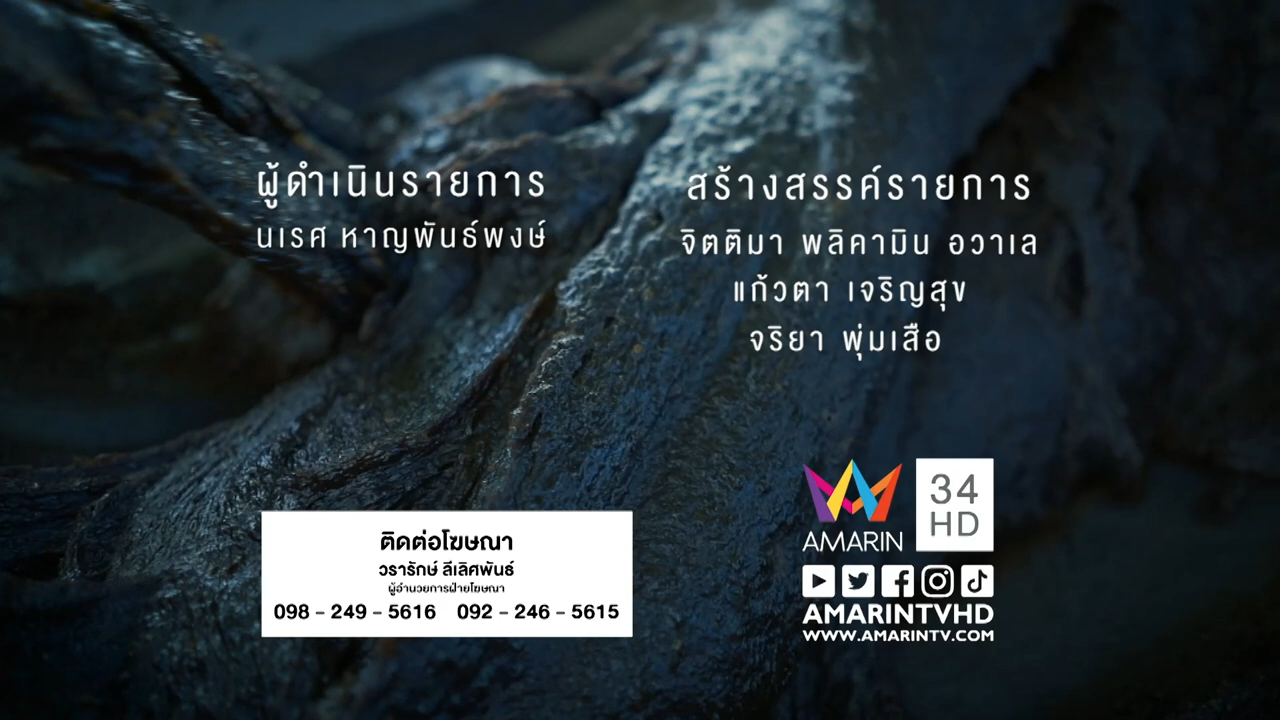 ผู้ดำเนินรายการ
นเรศ หาญพันธ์พงษ์
สร้างสรรค์รายการ
จิตติมา พลิคามิน อวาเล
แก้วตา เจริญสุข
จริยา พุ่มเสือ
ติดต่อโฆษณา
วรารักษ์ ลีเลิศพันธ์
ผู้อำนวยการฝ่ายโฆษณา
098 - 249 - 5616 092 - 246 - 5615
AMARIN
34
HD
AMARINTVHD
WWW.AMARINTV.COM